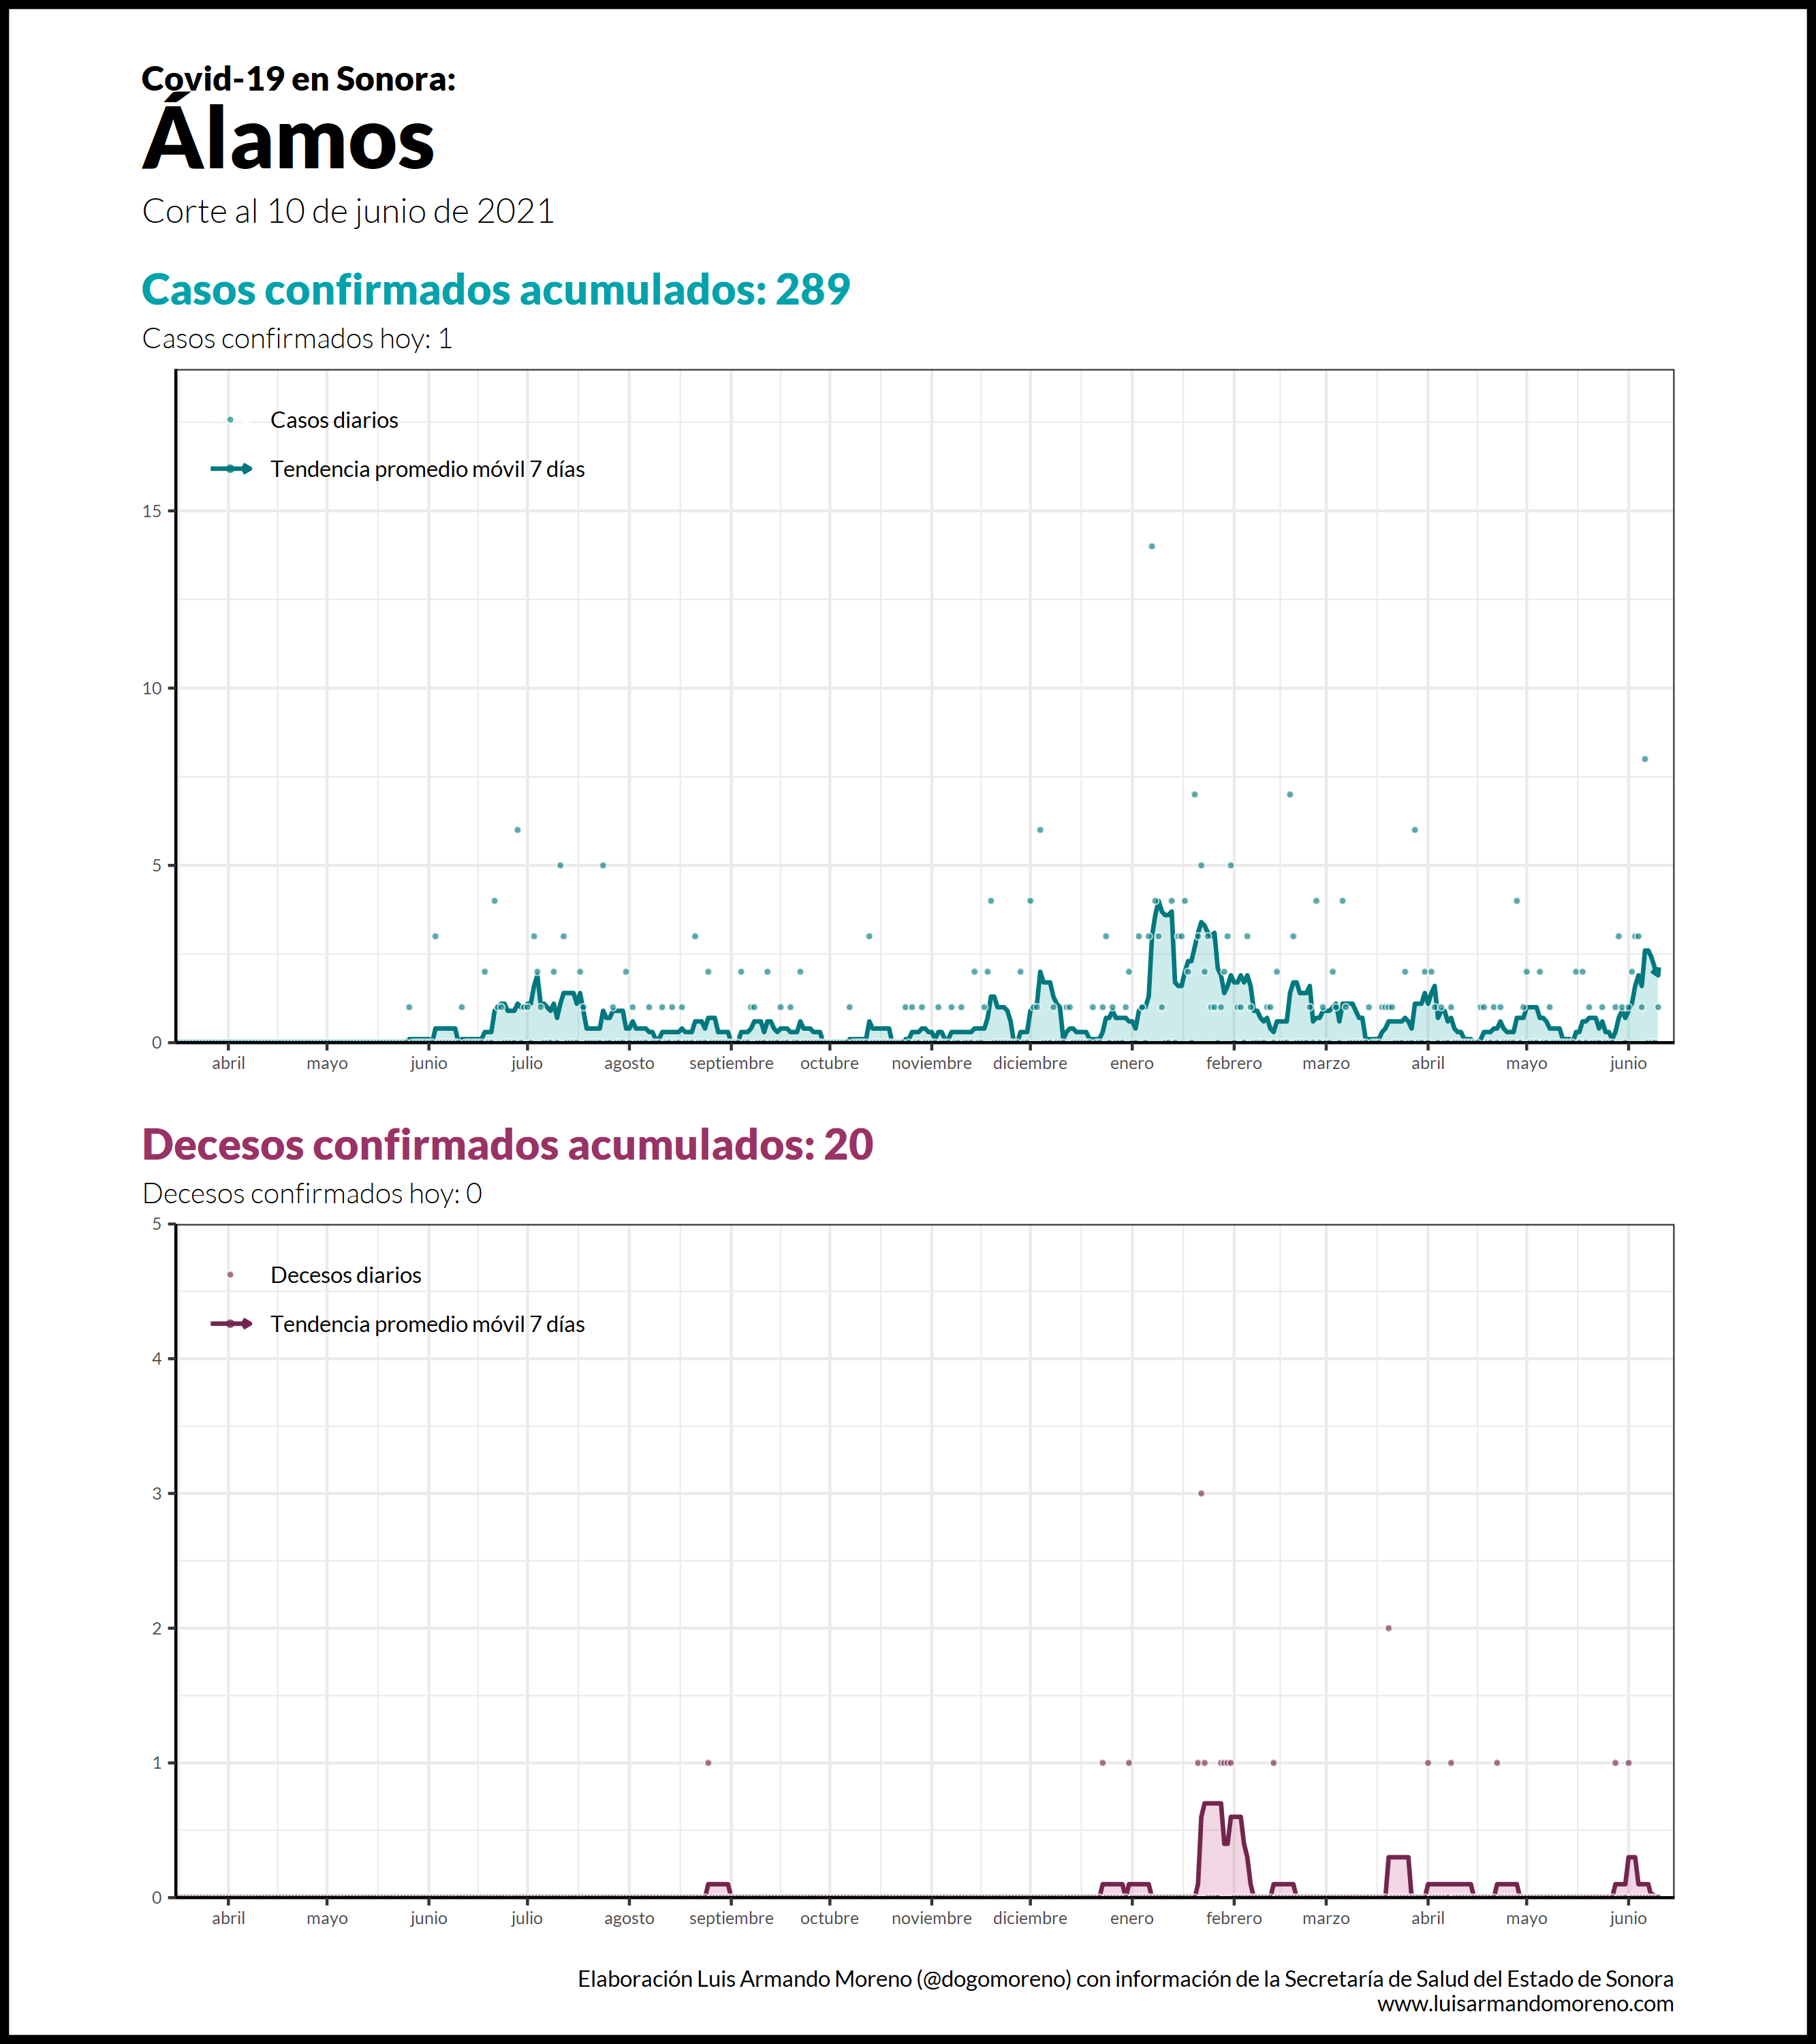 Covid-19 en Sonora:
Álamos
Corte al 10 de junio de 2021
Casos confirmados acumulados: 289
Casos confirmados hoy: 1
Casos diarios
Tendencia promedio móvil 7 días
15
10
5
0
abril mayo junio julio agosto septiembre octubre noviembre diciembre enero febrero marzo abril mayo junio
Decesos confirmados acumulados: 20
Decesos confirmados hoy: 0
5
Decesos diarios
Tendencia promedio móvil 7 días
4
3
2
1
0
abril mayo junio julio agosto septiembre octubre noviembre diciembre enero febrero marzo abril mayo junio
Elaboración Luis Armando Moreno (@dogomoreno) con información de la Secretaría de Salud del Estado de Sonora
www.luisarmandomoreno.com